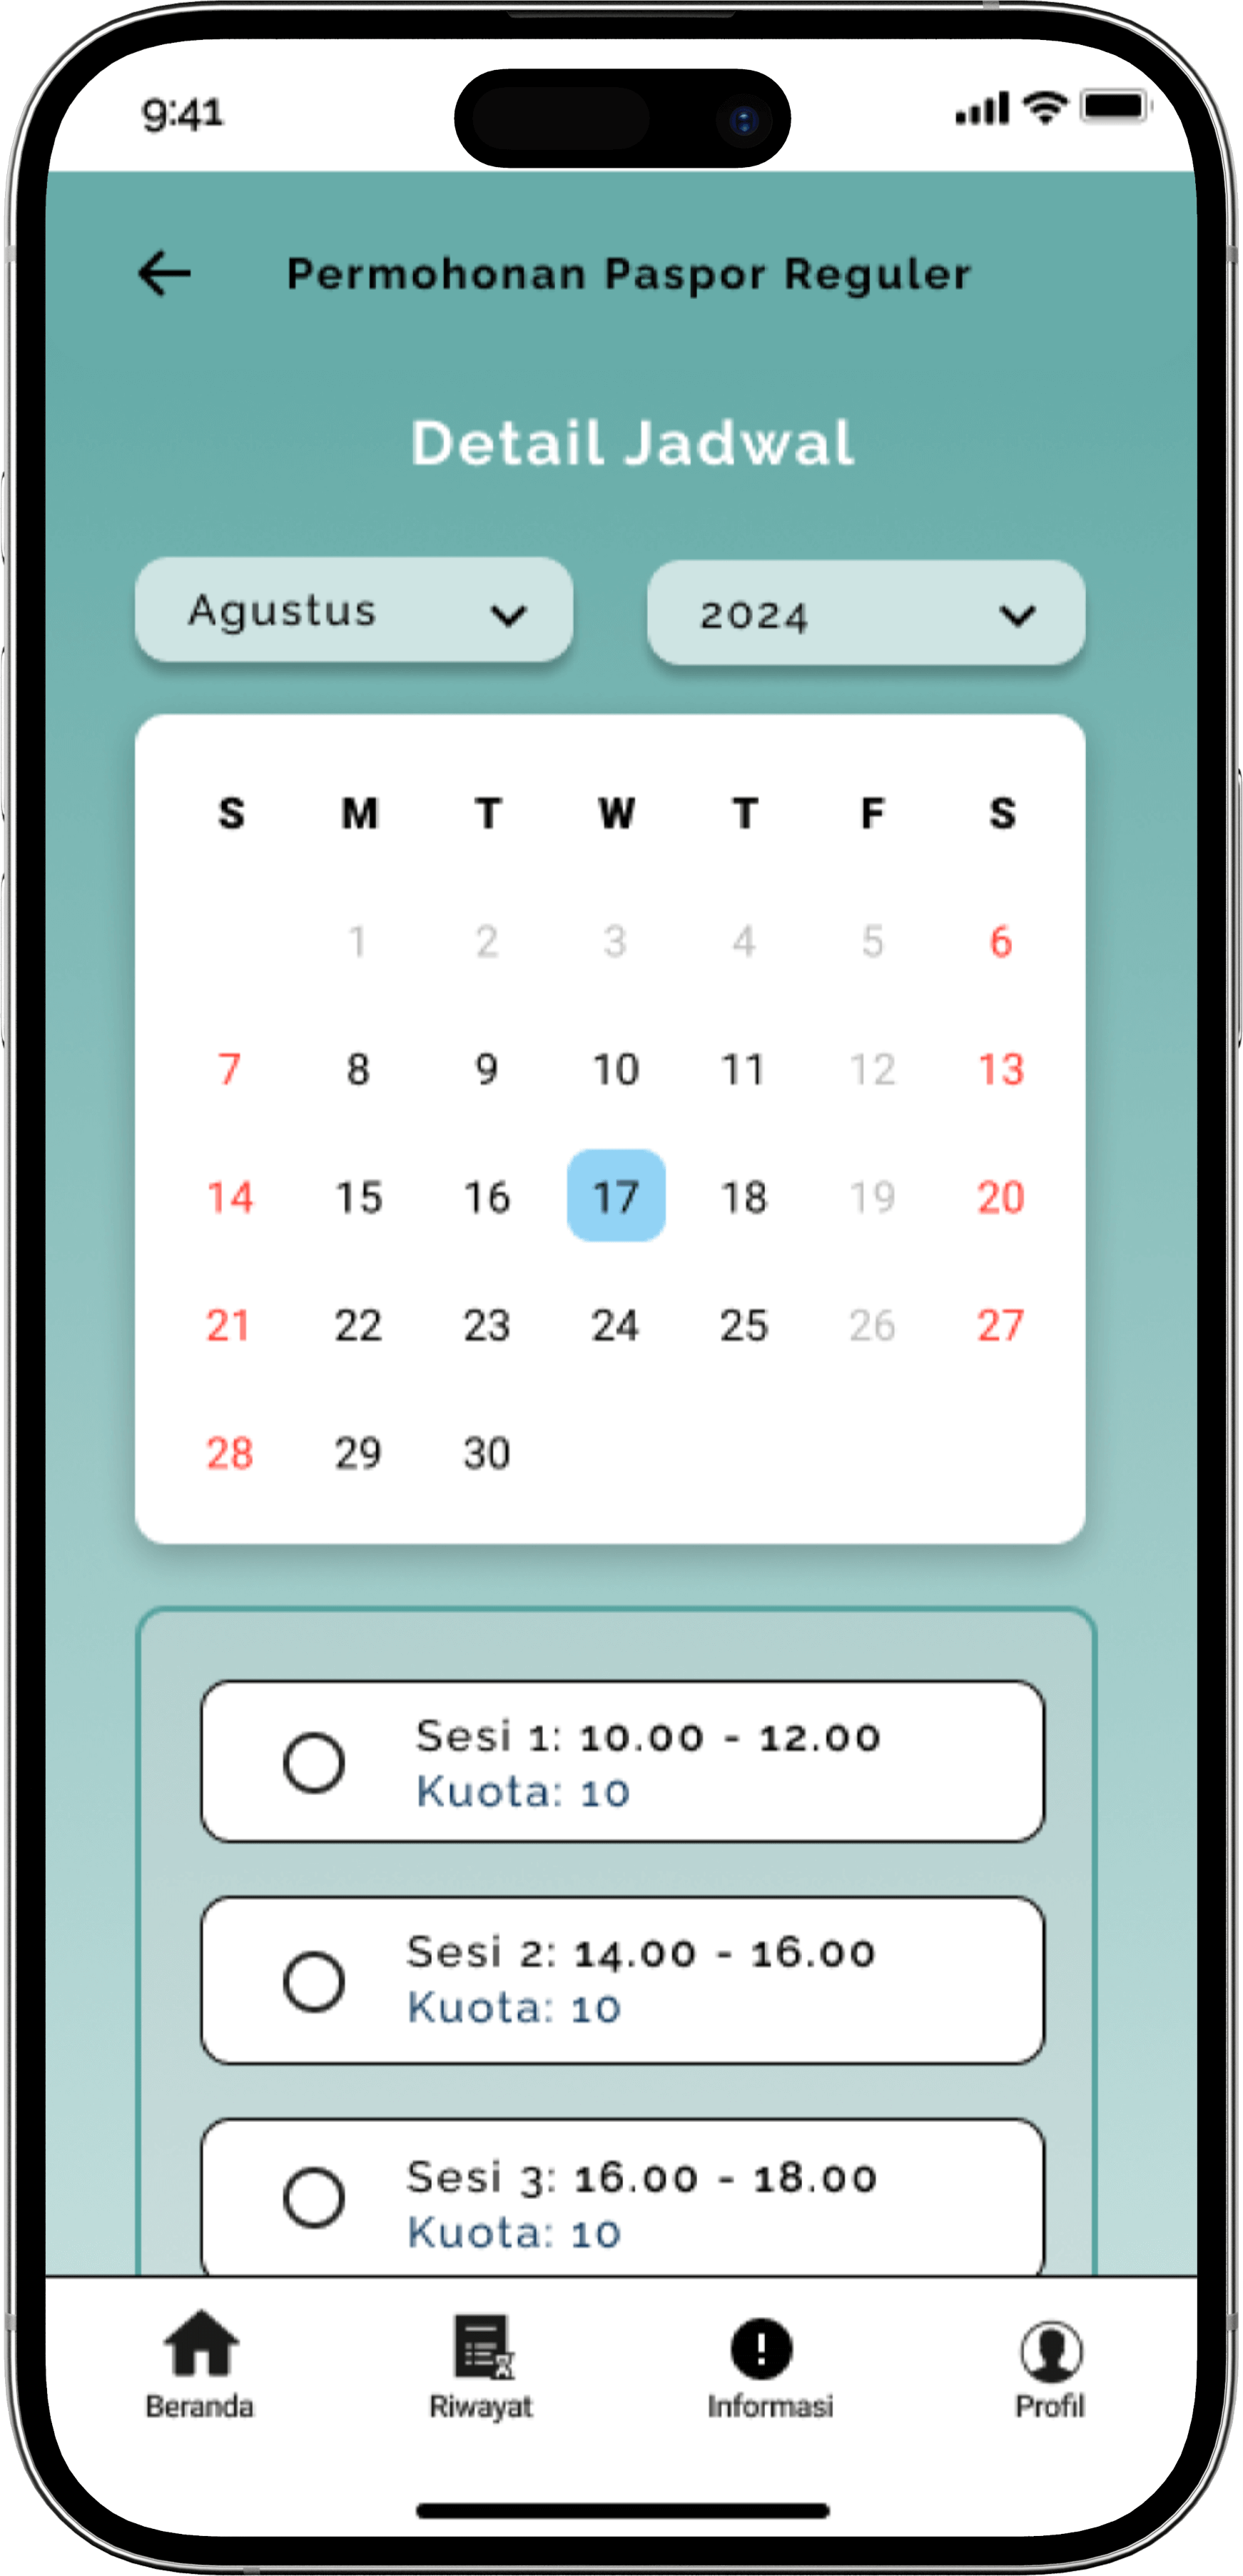 9:41
Permohonan Paspor Reguler
Detail Jadwal
Agustus 2024
S M T W T F S
1 2 3 4 5 6
7 8 9 10 11 12 13
14 15 16 17 18 19 20
21 22 23 24 25 26 27
28 29 30
Sesi 1: 10.00 - 12.00
Kuota: 10
Sesi 2: 14.00 - 16.00
Kuota: 10
Sesi 3: 16.00 - 18.00
Kuota: 10
Beranda Riwayat Informasi Profil